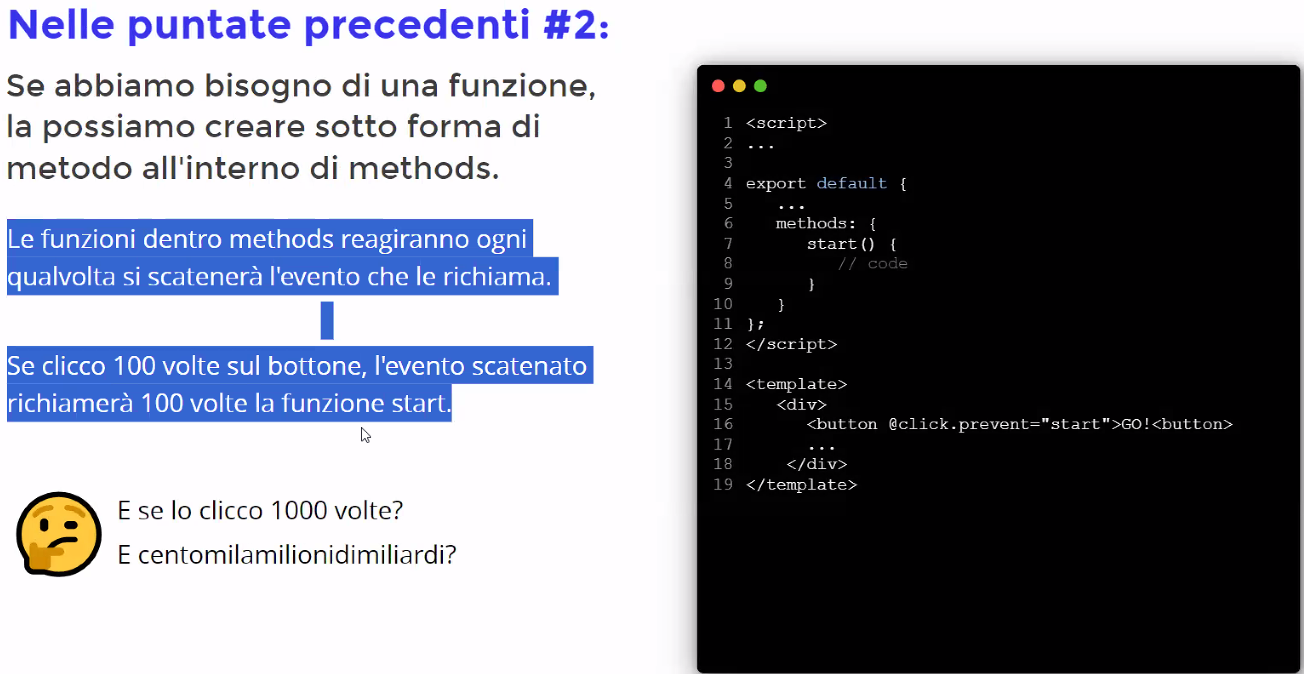 Nelle puntate precedenti #2:
Se abbiamo bisogno di una funzione,
la possiamo creare sotto forma di
metodo all'interno di methods.
Le funzioni dentro methods reagiranno ogni
qualvolta si scatenerà l'evento che le richiama.
Se clicco 100 volte sul bottone, l'evento scatenato
richiamerà 100 volte la funzione start.
E se lo clicco 1000 volte?
E centomilamilionidimiliardi?
1 <script>
2 ...
3
4 export default {
5    ...
6    methods: {
7       start() {
8          // code
9       }
10    }
11 };
12 </script>
13
14 <template>
15    <div>
16       <button @click.prevent="start">GO!<button>
17       ...
18     </div>
19 </template>